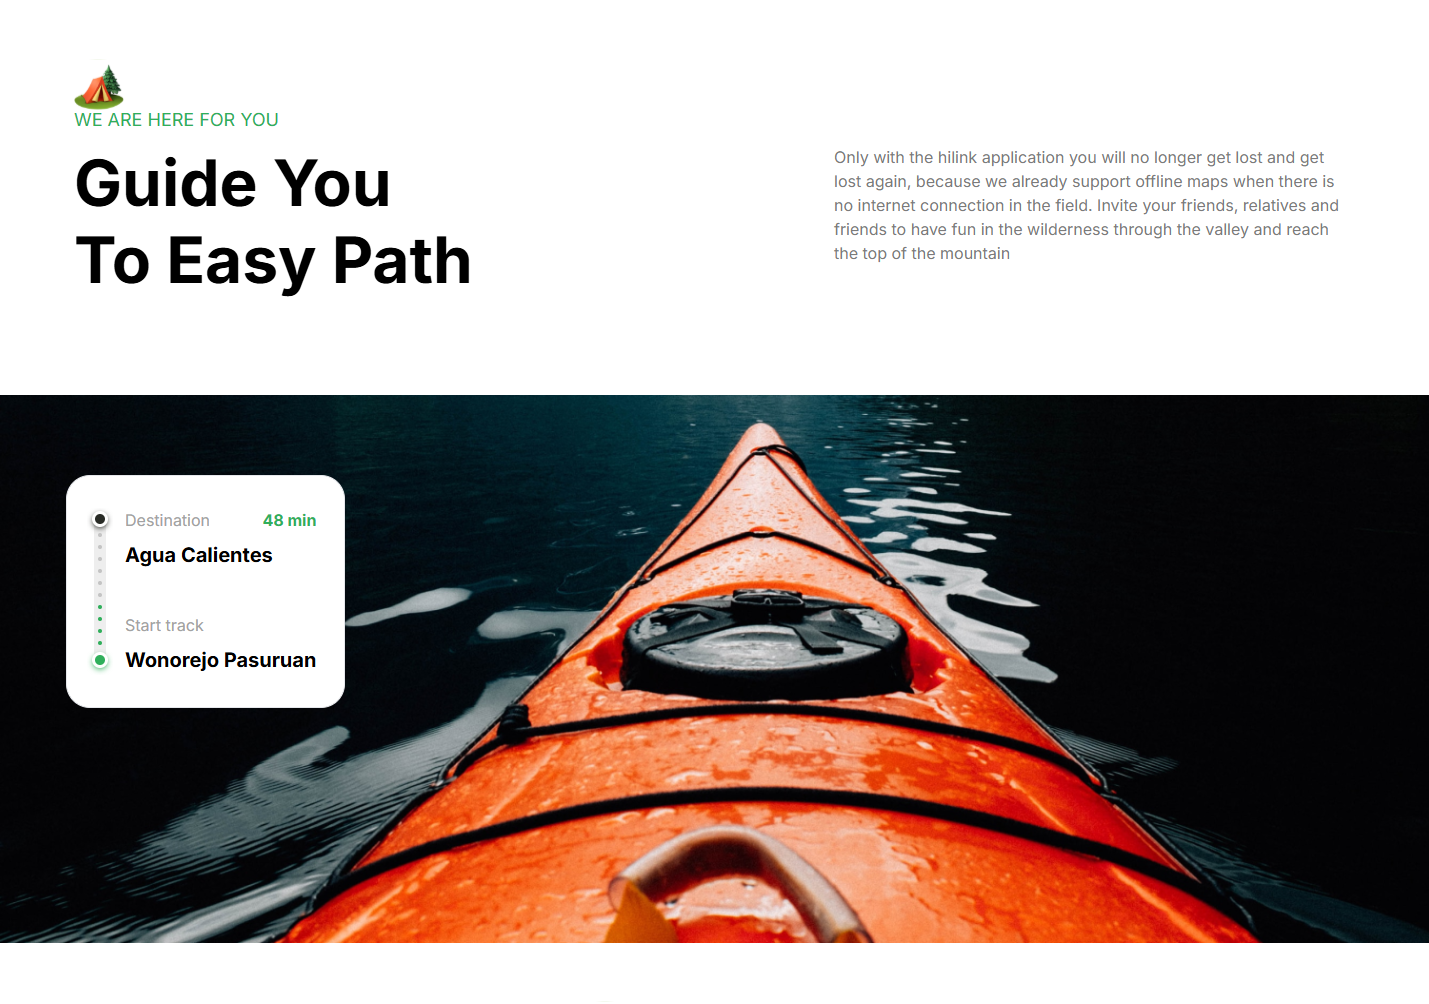 WE ARE HERE FOR YOU
Guide You
To Easy Path
Only with the hilink application you will no longer get lost and get
lost again, because we already support offline maps when there is
no internet connection in the field. Invite your friends, relatives and
friends to have fun in the wilderness through the valley and reach
the top of the mountain
Destination 48 min
Agua Calientes
Start track
Wonorejo Pasuruan